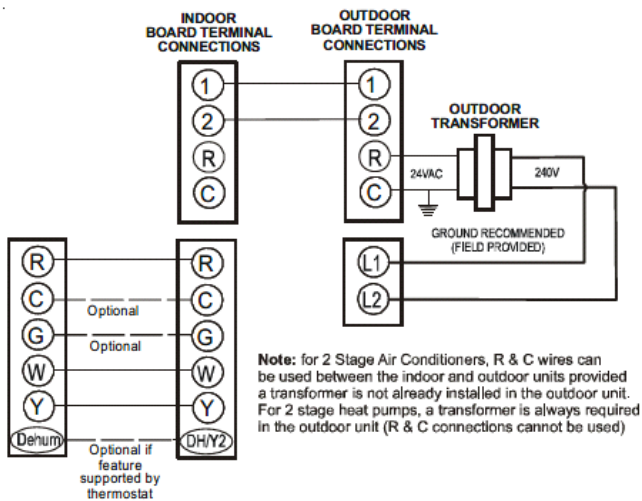 INDOOR
BOARD TERMINAL
CONNECTIONS
OUTDOOR
BOARD TERMINAL
CONNECTIONS
1
2
R
C
1
2
R
C
OUTDOOR
TRANSFORMER
24VAC
240V
GROUND RECOMMENDED
(FIELD PROVIDED)
L1
L2
R
C
G
W
Y
Dehum
Optional
Optional
Optional if
feature
supported by
thermostat
R
C
G
W
Y
DH/Y2
Note: for 2 Stage Air Conditioners, R & C wires can
be used between the indoor and outdoor units provided
a transformer is not already installed in the outdoor unit.
For 2 stage heat pumps, a transformer is always required
in the outdoor unit (R & C connections cannot be used)